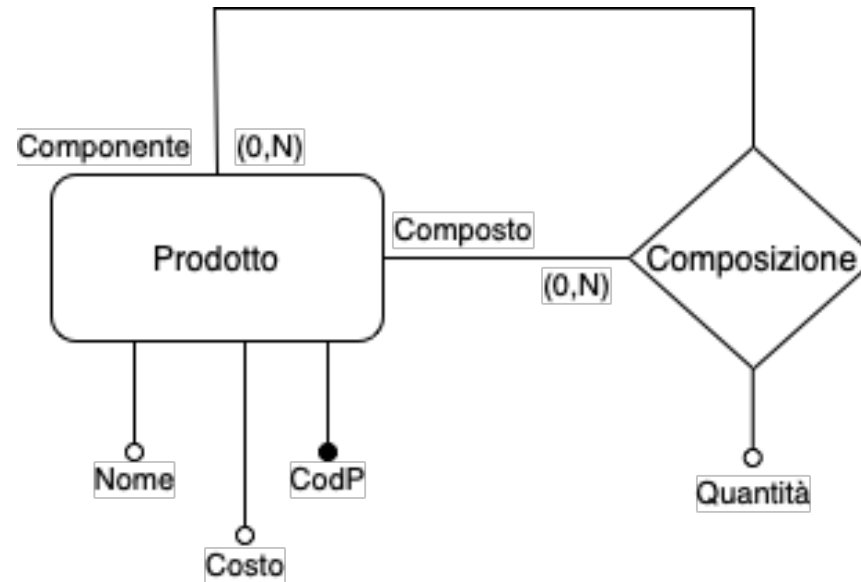 Componente (0,N)
Composto
Prodotto
Composizione
(0,N)
Nome
CodP
Quantità
Costo